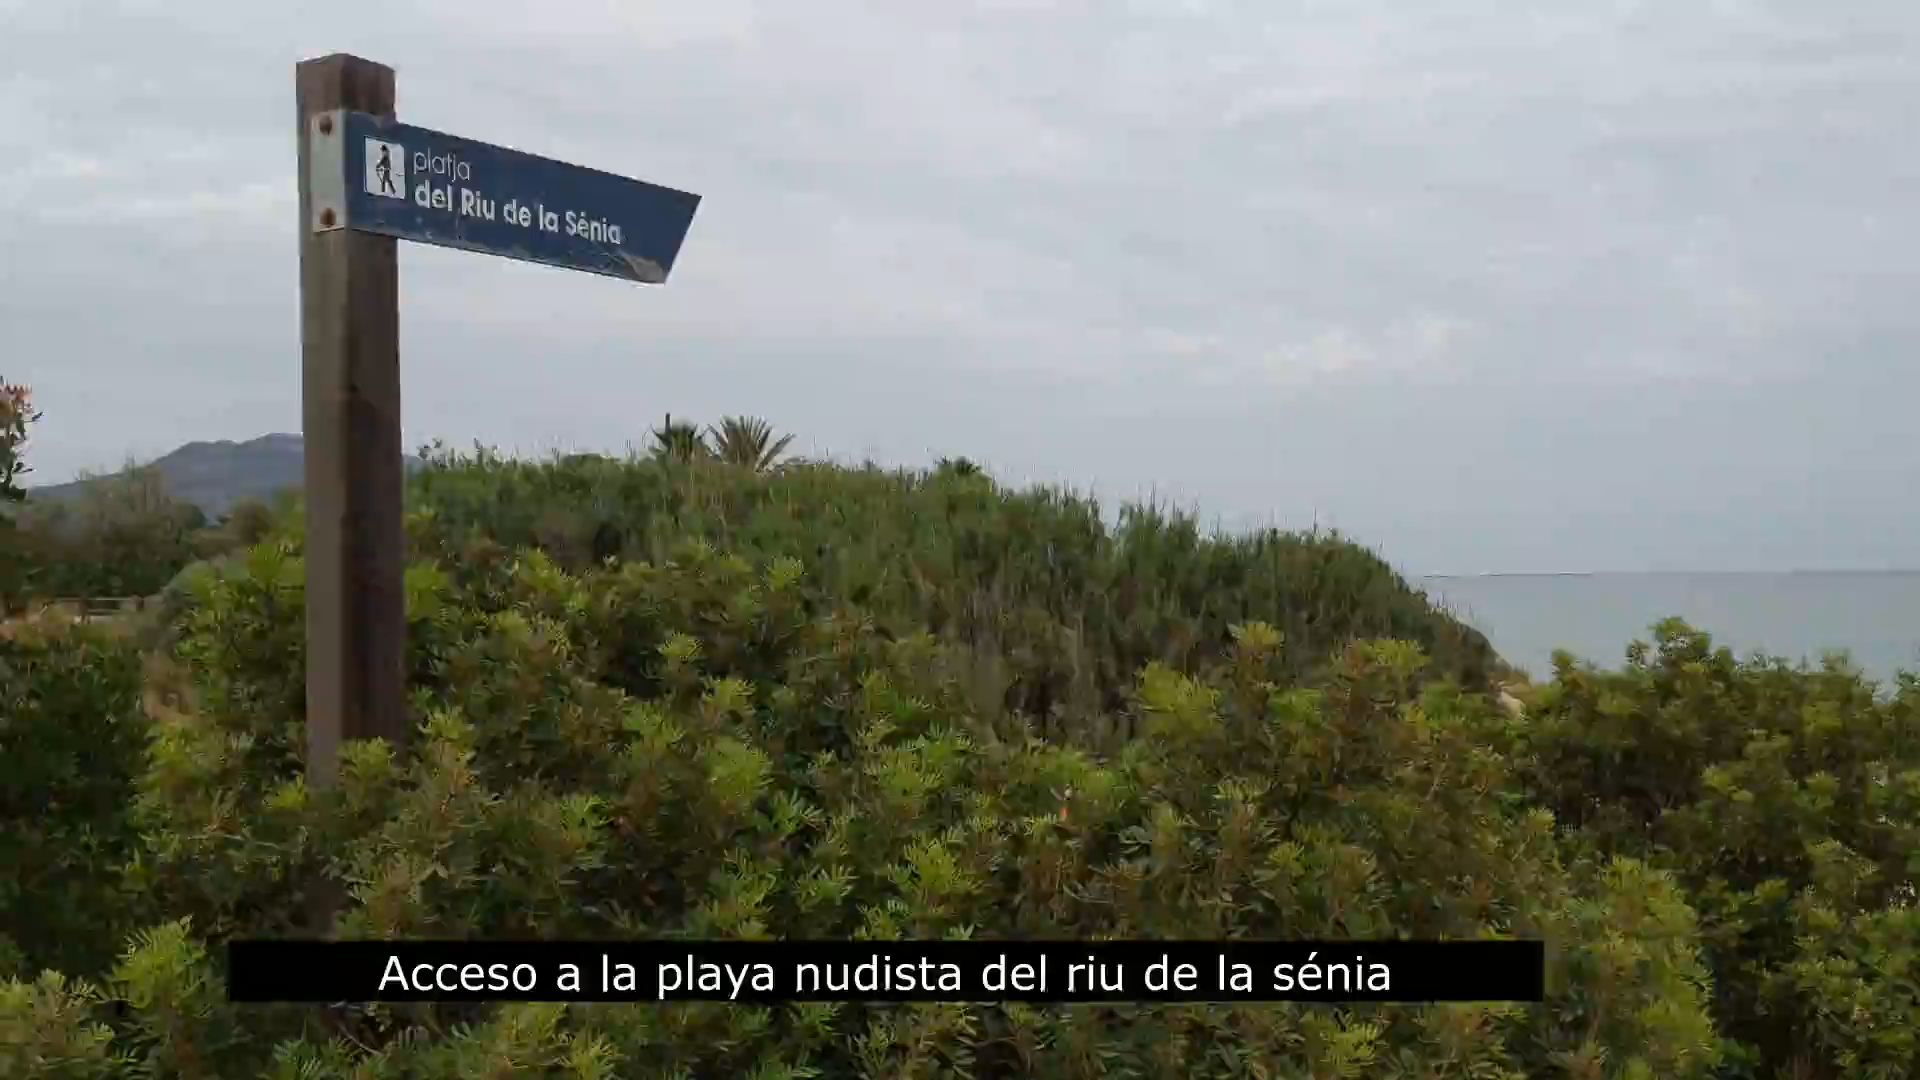 platja
del Riu de la Sénia
Acceso a la playa nudista del riu de la sénia